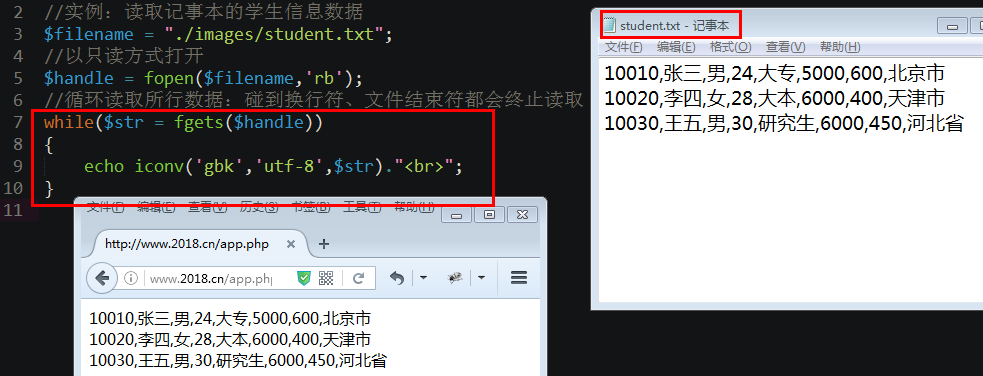 2 //实例：读取记事本的学生信息数据
3 $filename = "./images/student.txt";
4 //以只读方式打开
5 $handle = fopen($filename,'rb');
6 //循环读取所行数据：碰到换行符、文件结束符都会终止读取
7 while($str = fgets($handle))
8 {
9 echo iconv('gbk','utf-8',$str)."<br>";
10 }
11
student.txt - 记事本
文件(F) 编辑(E) 格式(O) 查看(V) 帮助(H)
10010,张三,男,24,大专,5000,600,北京市
10020,李四,女,28,大本,6000,400,天津市
10030,王五,男,30,研究生,6000,450,河北省
文件(F) 编辑(E) 查看(V) 历史(S) 书签(B) 工具(T) 帮助(H)
http://www.2018.cn/app.php
www.2018.cn/app.php
10010,张三,男,24,大专,5000,600,北京市
10020,李四,女,28,大本,6000,400,天津市
10030,王五,男,30,研究生,6000,450,河北省